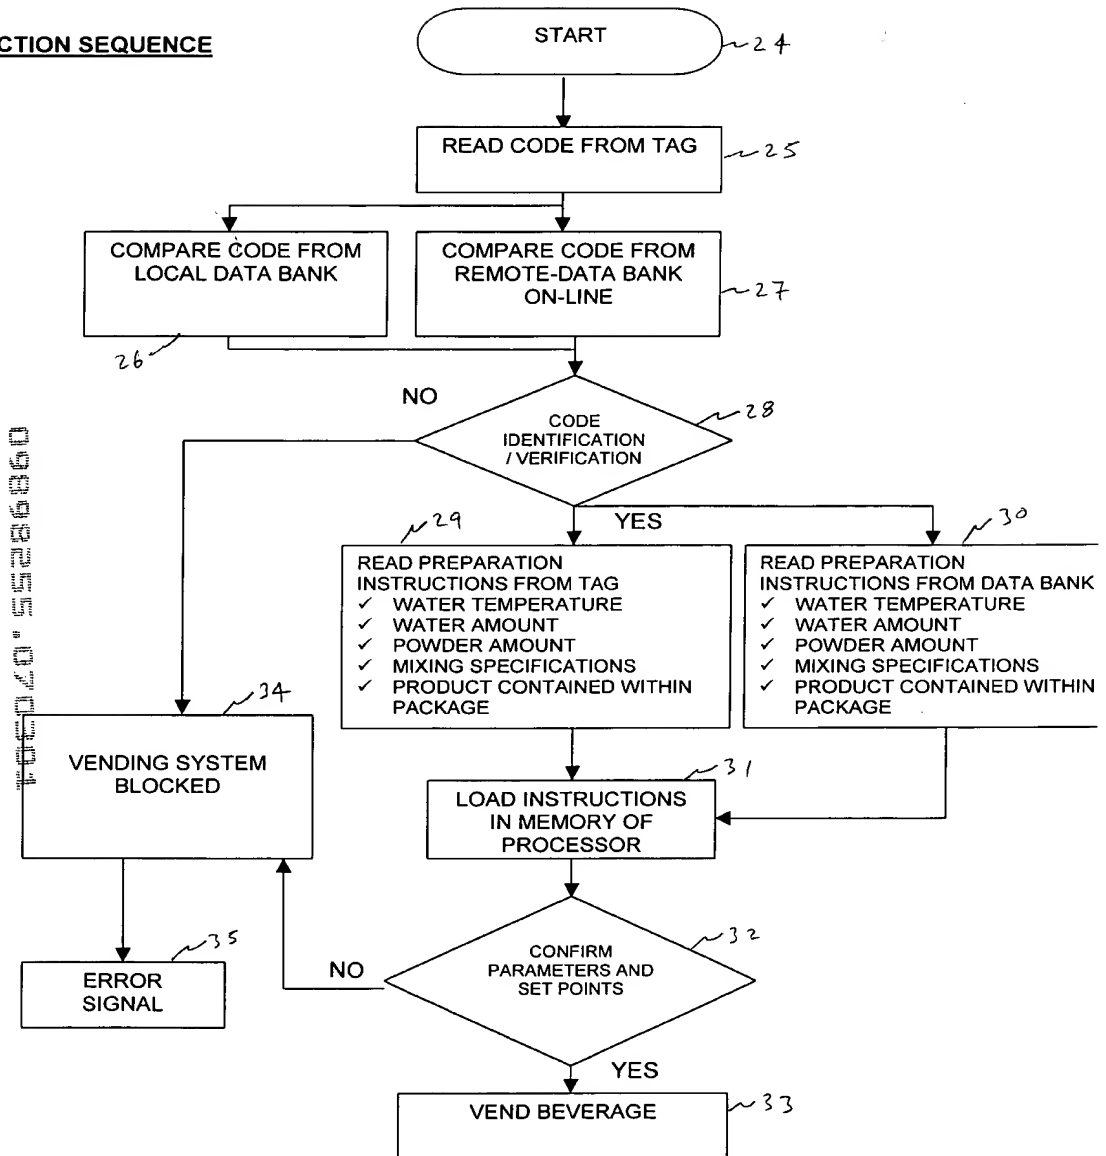 CTION SEQUENCE
START
24
READ CODE FROM TAG
25
COMPARE CODE FROM
LOCAL DATA BANK
26
COMPARE CODE FROM
REMOTE-DATA BANK
ON-LINE
27
NO
CODE
IDENTIFICATION
/ VERIFICATION
28
YES
29
READ PREPARATION
INSTRUCTIONS FROM TAG
✓ WATER TEMPERATURE
✓ WATER AMOUNT
✓ POWDER AMOUNT
✓ MIXING SPECIFICATIONS
✓ PRODUCT CONTAINED WITHIN
PACKAGE
30
READ PREPARATION
INSTRUCTIONS FROM DATA BANK
✓ WATER TEMPERATURE
✓ WATER AMOUNT
✓ POWDER AMOUNT
✓ MIXING SPECIFICATIONS
✓ PRODUCT CONTAINED WITHIN
PACKAGE
34
VENDING SYSTEM
BLOCKED
31
LOAD INSTRUCTIONS
IN MEMORY OF
PROCESSOR
35
ERROR
SIGNAL
NO
CONFIRM
PARAMETERS AND
SET POINTS
32
YES
VEND BEVERAGE
33
09898255.070301